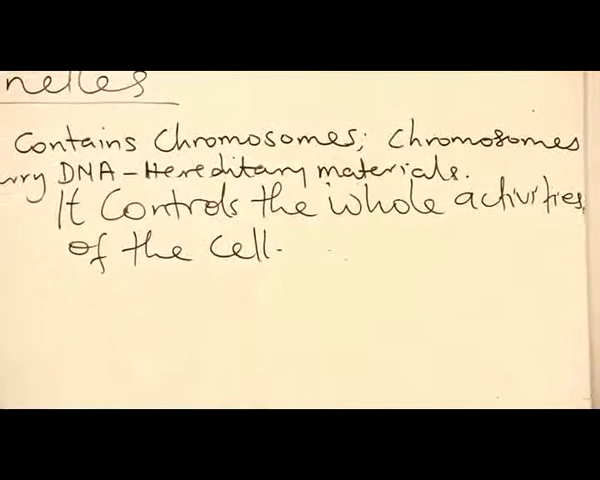 nelles
Contains Chromosomes; Chromosomes
rry DNA - Hereditary materials.
It Controls the whole activities
of the cell.